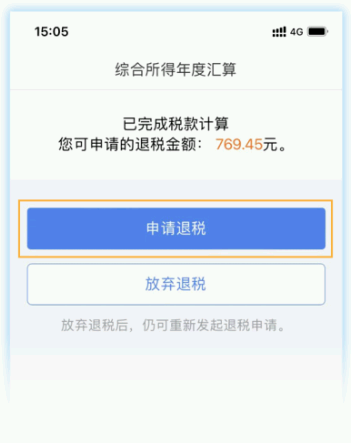 15:05
4G
综合所得年度汇算
已完成税款计算
您可申请的退税金额： 769.45元。
申请退税
放弃退税
放弃退税后，仍可重新发起退税申请。